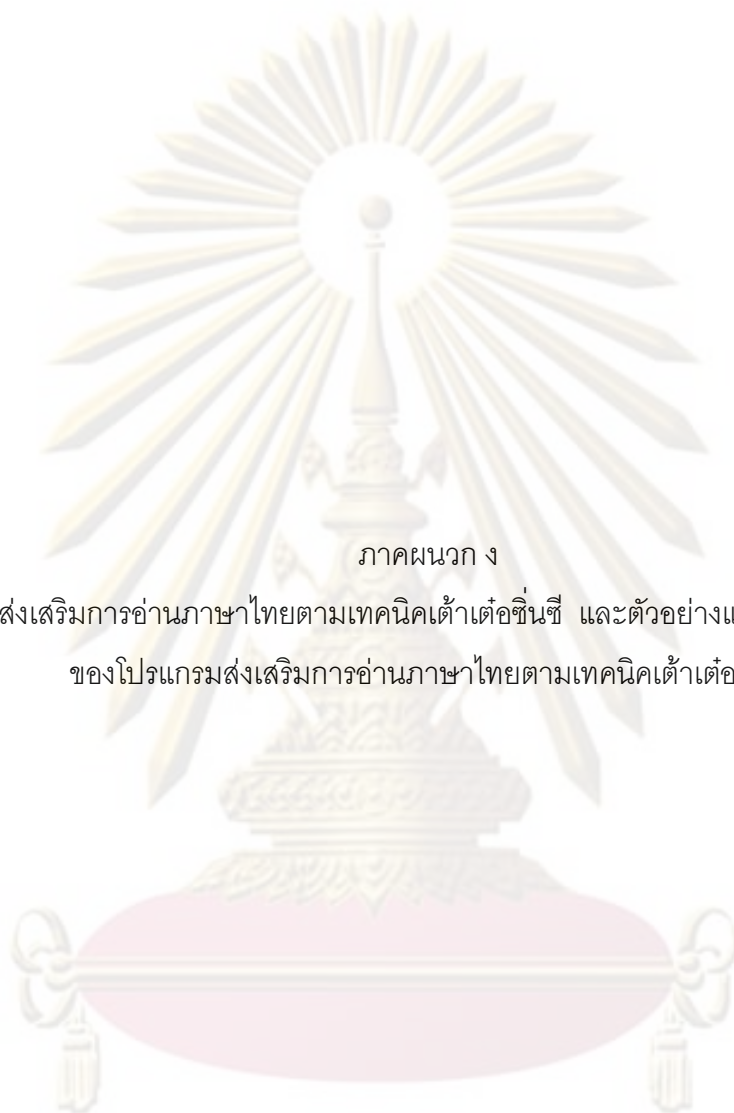 ภาคผนวก ง
ส่งเสริมการอ่านภาษาไทยตามเทคนิคเต้าเต๋อซิ่นซี และตัวอย่างแ
ของโปรแกรมส่งเสริมการอ่านภาษาไทยตามเทคนิคเต้าเต๋อ